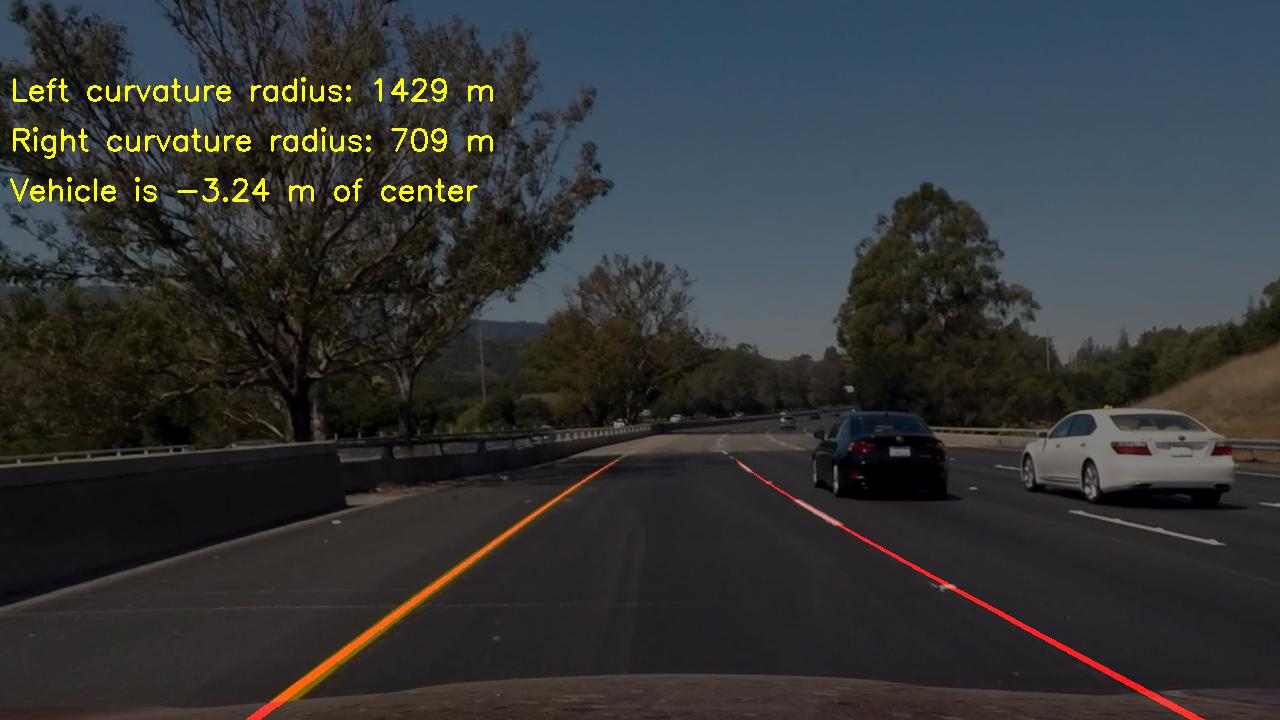 Left curvature radius: 1429 m
Right curvature radius: 709 m
Vehicle is -3.24 m of center